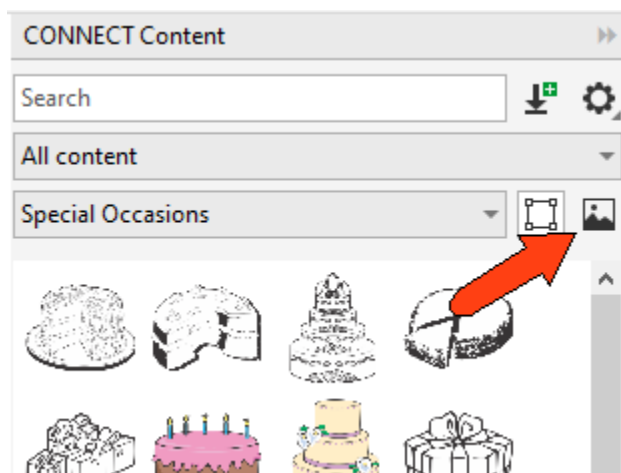 CONNECT Content
Search
All content
Special Occasions